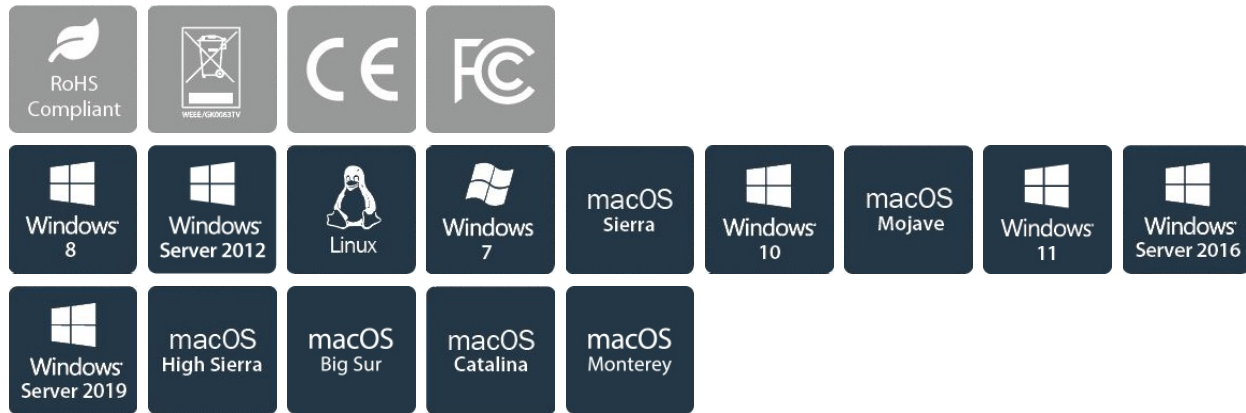 RoHS
Compliant
WEEE/GK0083TV
CE
FC
Windows
8
Windows
Server 2012
Linux
Windows
7
macOS
Sierra
Windows
10
macOS
Mojave
Windows
11
Windows
Server 2016
Windows
Server 2019
macOS
High Sierra
macOS
Big Sur
macOS
Catalina
macOS
Monterey